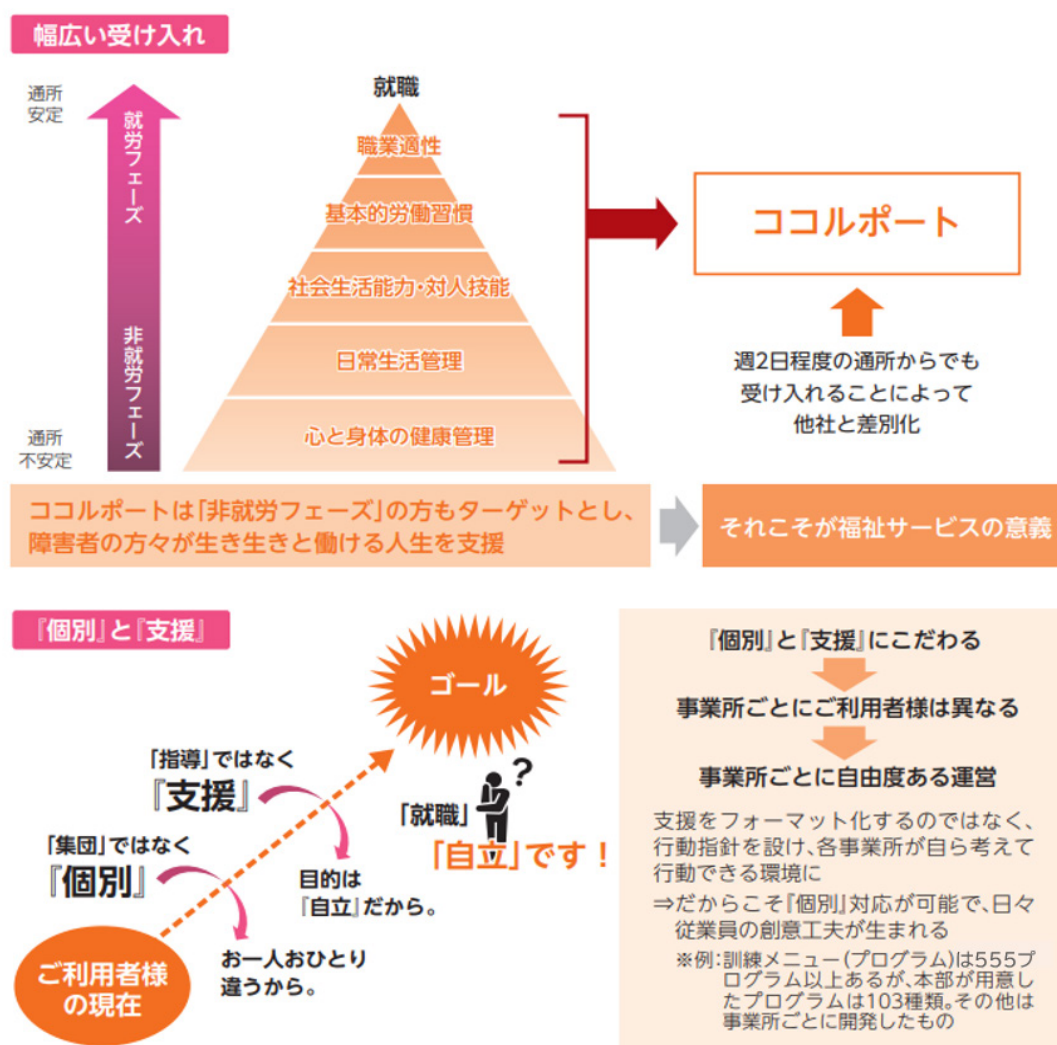 幅広い受け入れ
通所
安定
就労フェーズ
非就労フェーズ
通所
不安定
就職
職業適性
基本的労働習慣
社会生活能力・対人技能
日常生活管理
心と身体の健康管理
ココルポート
週2日程度の通所からでも
受け入れることによって
他社と差別化
ココルポートは「非就労フェーズ」の方もターゲットとし、
障害者の方々が生き生きと働ける人生を支援
それこそが福祉サービスの意義
『個別』と『支援』
ゴール
「指導」ではなく
『支援』
「集団」ではなく
『個別』
目的は
『自立』だから。
お一人おひとり
違うから。
ご利用者様
の現在
「就職」
?
「自立」です！
『個別』と『支援』にこだわる
事業所ごとにご利用者様は異なる
事業所ごとに自由度ある運営
支援をフォーマット化するのではなく、
行動指針を設け、各事業所が自ら考えて
行動できる環境に
⇒だからこそ『個別』対応が可能で、日々
従業員の創意工夫が生まれる
※例：訓練メニュー(プログラム)は555プ
ログラム以上あるが、本部が用意し
たプログラムは103種類。その他は
事業所ごとに開発したもの